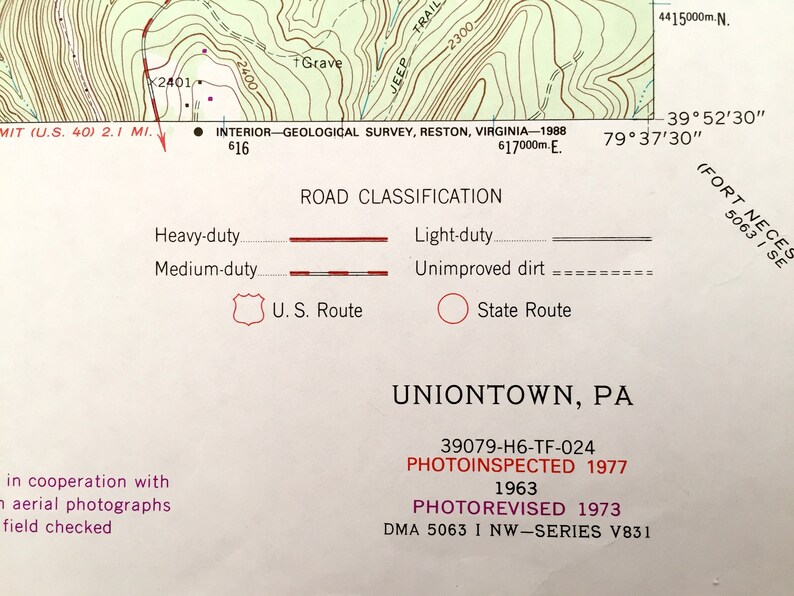 4415000m.N.
JEEP TRAIL
2300
†Grave
2400
×2401
39°52'30"
MIT (U.S. 40) 2.1 MI.
INTERIOR—GEOLOGICAL SURVEY, RESTON, VIRGINIA—1988
616
617000m.E.
79°37'30"
(FORT NECES
5063 I SE
ROAD CLASSIFICATION
Heavy-duty
Light-duty
Medium-duty
Unimproved dirt
U. S. Route
State Route
UNIONTOWN, PA
39079-H6-TF-024
PHOTOINSPECTED 1977
1963
PHOTOREVISED 1973
DMA 5063 I NW—SERIES V831
in cooperation with
aerial photographs
field checked